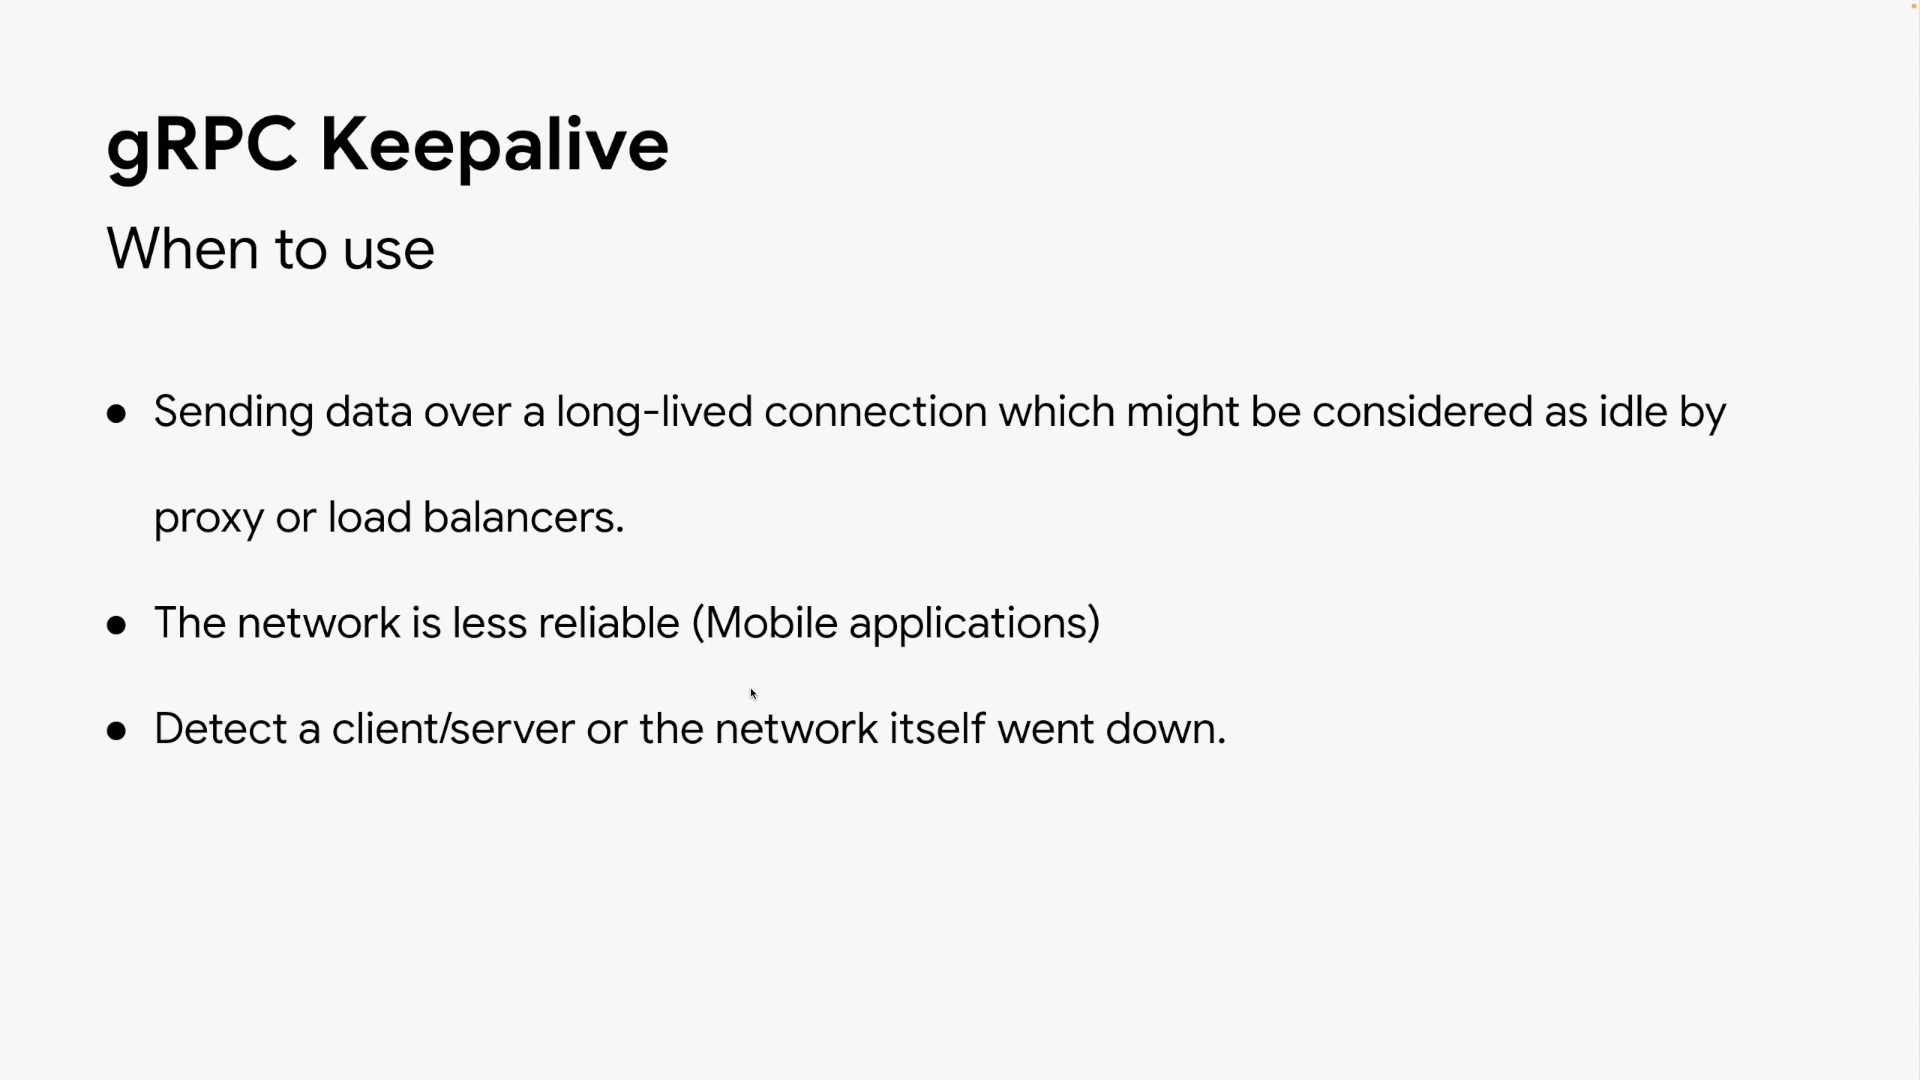 gRPC Keepalive
When to use
● Sending data over a long-lived connection which might be considered as idle by
proxy or load balancers.
● The network is less reliable (Mobile applications)
● Detect a client/server or the network itself went down.